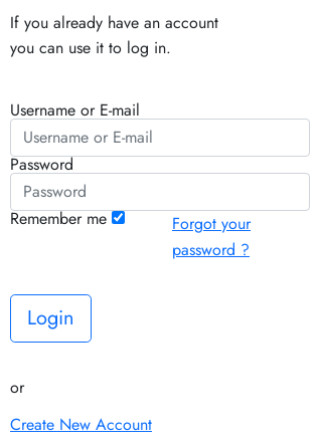 If you already have an account
you can use it to log in.
Username or E-mail
Username or E-mail
Password
Password
Remember me
Forgot your
password ?
Login
or
Create New Account